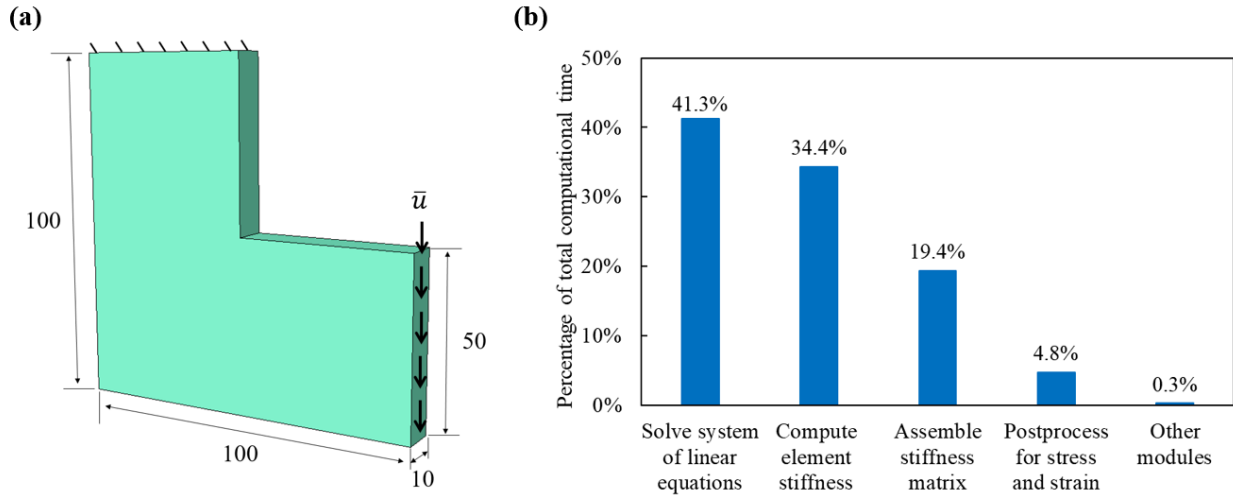 (a)
100
ū
50
100
10
(b)
Percentage of total computational time
50%
40%
30%
20%
10%
0%
41.3%
34.4%
19.4%
4.8%
0.3%
Solve system
of linear
equations
Compute
element
stiffness
Assemble
stiffness
matrix
Postprocess
for stress
and strain
Other
modules